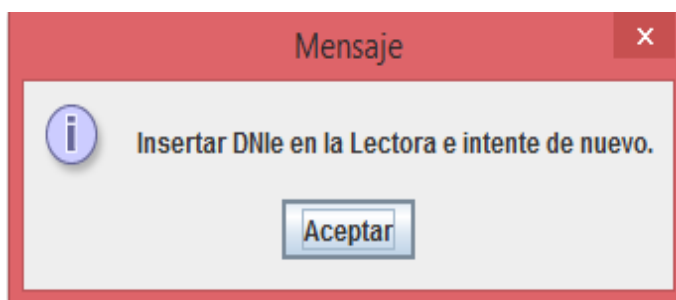 Mensaje
x
i
Insertar DNIe en la Lectora e intente de nuevo.
Aceptar